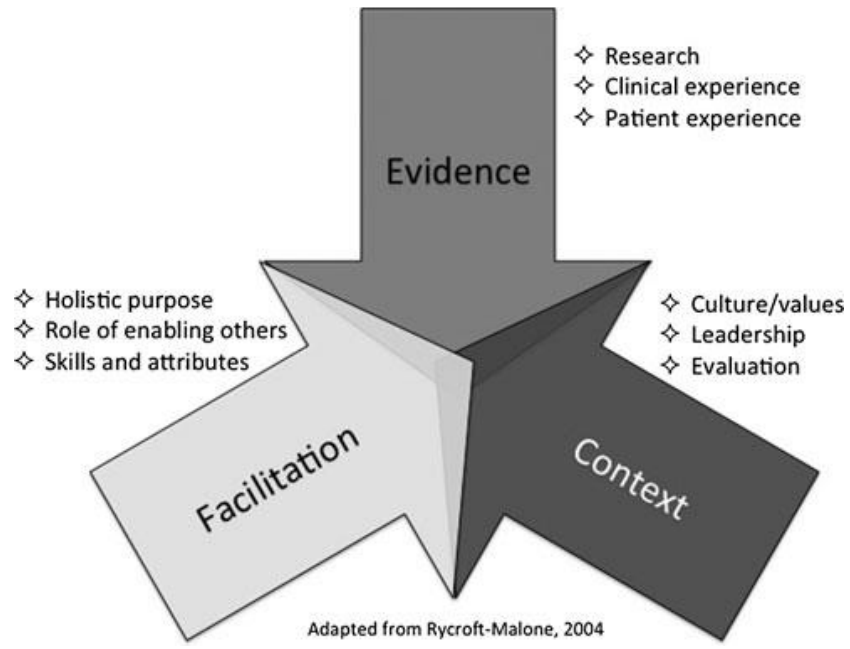 ✧ Research
✧ Clinical experience
✧ Patient experience
Evidence
✧ Holistic purpose
✧ Role of enabling others
✧ Skills and attributes
✧ Culture/values
✧ Leadership
✧ Evaluation
Facilitation
Context
Adapted from Rycroft-Malone, 2004